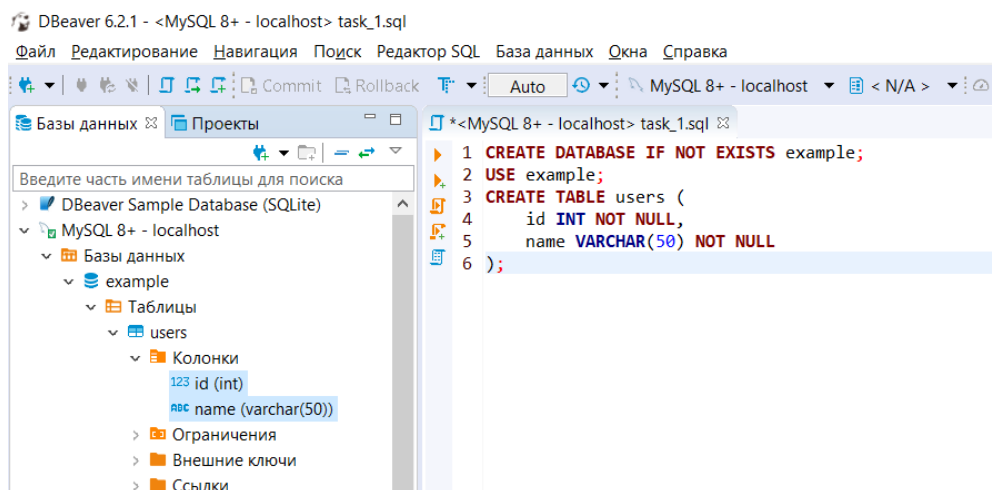 DBeaver 6.2.1 - <MySQL 8+ - localhost> task_1.sql
Файл Редактирование Навигация Поиск Редактор SQL База данных Окна Справка
Commit Rollback Auto MySQL 8+ - localhost < N/A >
Базы данных Проекты
*<MySQL 8+ - localhost> task_1.sql
Введите часть имени таблицы для поиска
DBeaver Sample Database (SQLite)
MySQL 8+ - localhost
Базы данных
example
Таблицы
users
Колонки
123 id (int)
ABC name (varchar(50))
Ограничения
Внешние ключи
Ссылки
1 CREATE DATABASE IF NOT EXISTS example;
2 USE example;
3 CREATE TABLE users (
4 id INT NOT NULL,
5 name VARCHAR(50) NOT NULL
6 );